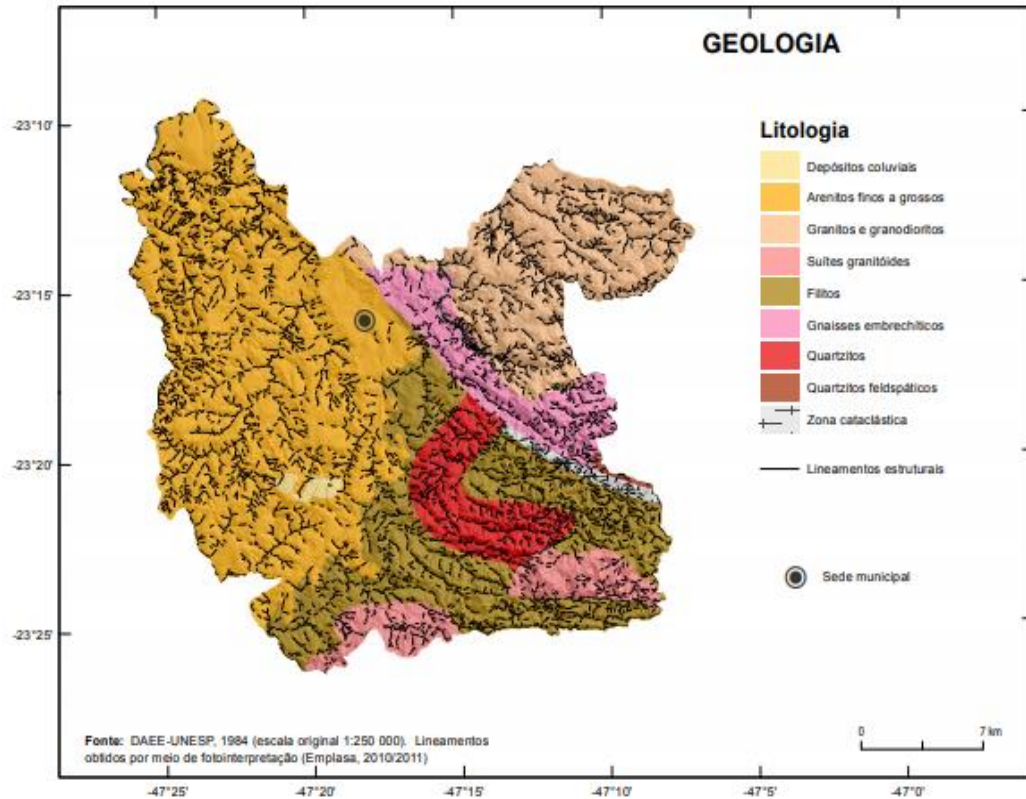 GEOLOGIA
-23°10'
-23°15'
-23°20'
-23°25'
Litologia
Depósitos coluviais
Arenitos finos a grossos
Granitos e granodioritos
Suítes granitóides
Filitos
Gnaisses embrechíticos
Quartzitos
Quartzitos feldspáticos
Zona cataclástica
Lineamentos estruturais
Sede municipal
Fonte: DAEE-UNESP, 1984 (escala original 1:250 000). Lineamentos
obtidos por meio de fotointerpretação (Emplasa, 2010/2011)
0 7 km
-47°25' -47°20' -47°15' -47°10' -47°5' -47°0'